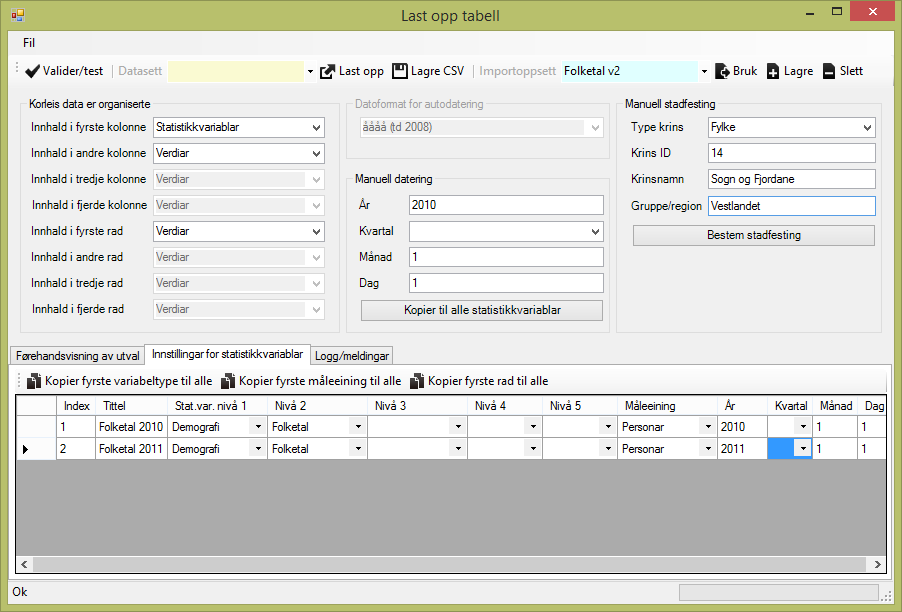 Last opp tabell
Fil
Valider/test Datasett Last opp Lagre CSV Importoppsett Folketal v2 Bruk Lagre Slett
Korleis data er organiserte
Innhald i fyrste kolonne Statistikkvariablar
Innhald i andre kolonne Verdiar
Innhald i tredje kolonne Verdiar
Innhald i fjerde kolonne Verdiar
Innhald i fyrste rad Verdiar
Innhald i andre rad Verdiar
Innhald i tredje rad Verdiar
Innhald i fjerde rad Verdiar
Datoformat for autodatering
åååå (td 2008)
Manuell datering
År 2010
Kvartal
Månad 1
Dag 1
Kopier til alle statistikkvariablar
Manuell stadfesting
Type krins Fylke
Krins ID 14
Krinsnamn Sogn og Fjordane
Gruppe/region Vestlandet
Bestem stadfesting
Førehandsvisning av utval Innstillingar for statistikkvariablar Logg/meldingar
Kopier fyrste variabeltype til alle Kopier fyrste måleeining til alle Kopier fyrste rad til alle
Index Tittel Stat.var. nivå 1 Nivå 2 Nivå 3 Nivå 4 Nivå 5 Måleeining År Kvartal Månad Dag
1 Folketal 2010 Demografi Folketal Personar 2010 1 1
2 Folketal 2011 Demografi Folketal Personar 2011 1 1
Ok